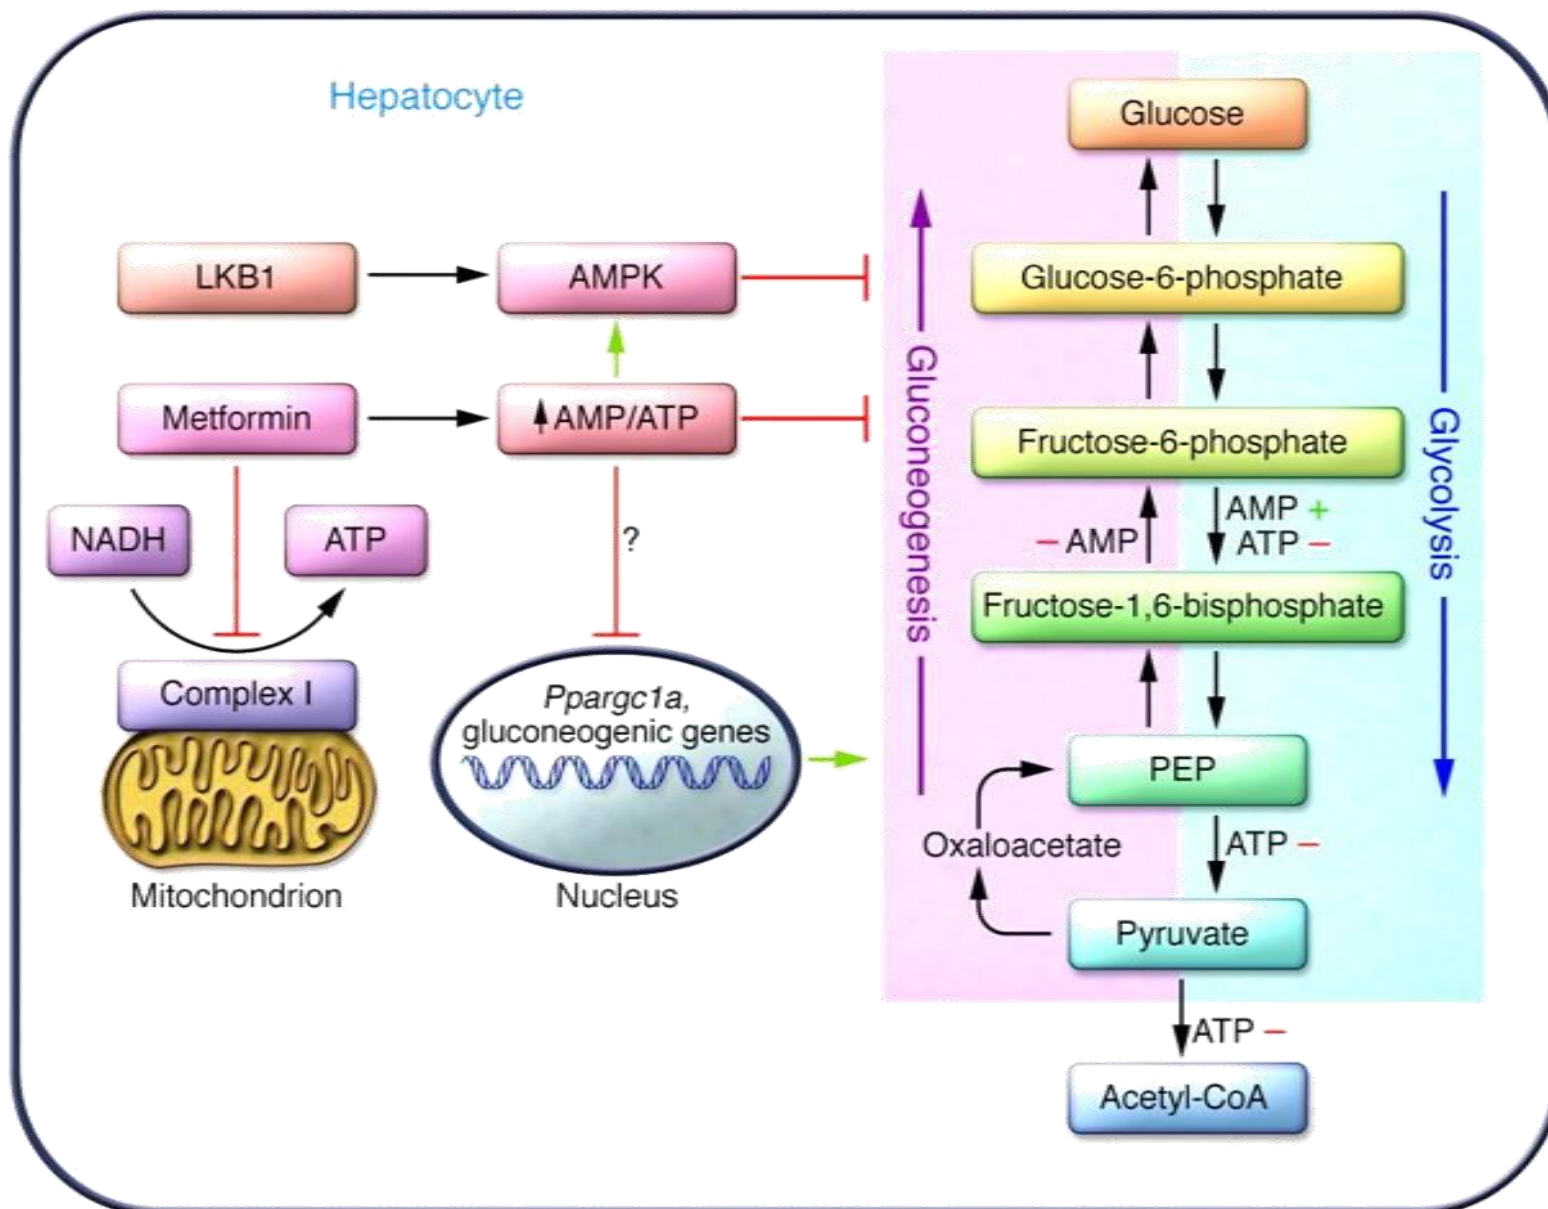 Hepatocyte
LKB1
AMPK
Metformin
AMP/ATP
NADH
ATP
?
Complex I
Mitochondrion
Ppargc1a,
gluconeogenic genes
Nucleus
Gluconeogenesis
Glucose
Glucose-6-phosphate
Fructose-6-phosphate
– AMP
AMP +
ATP –
Fructose-1,6-bisphosphate
PEP
Oxaloacetate
ATP –
Pyruvate
ATP –
Acetyl-CoA
Glycolysis